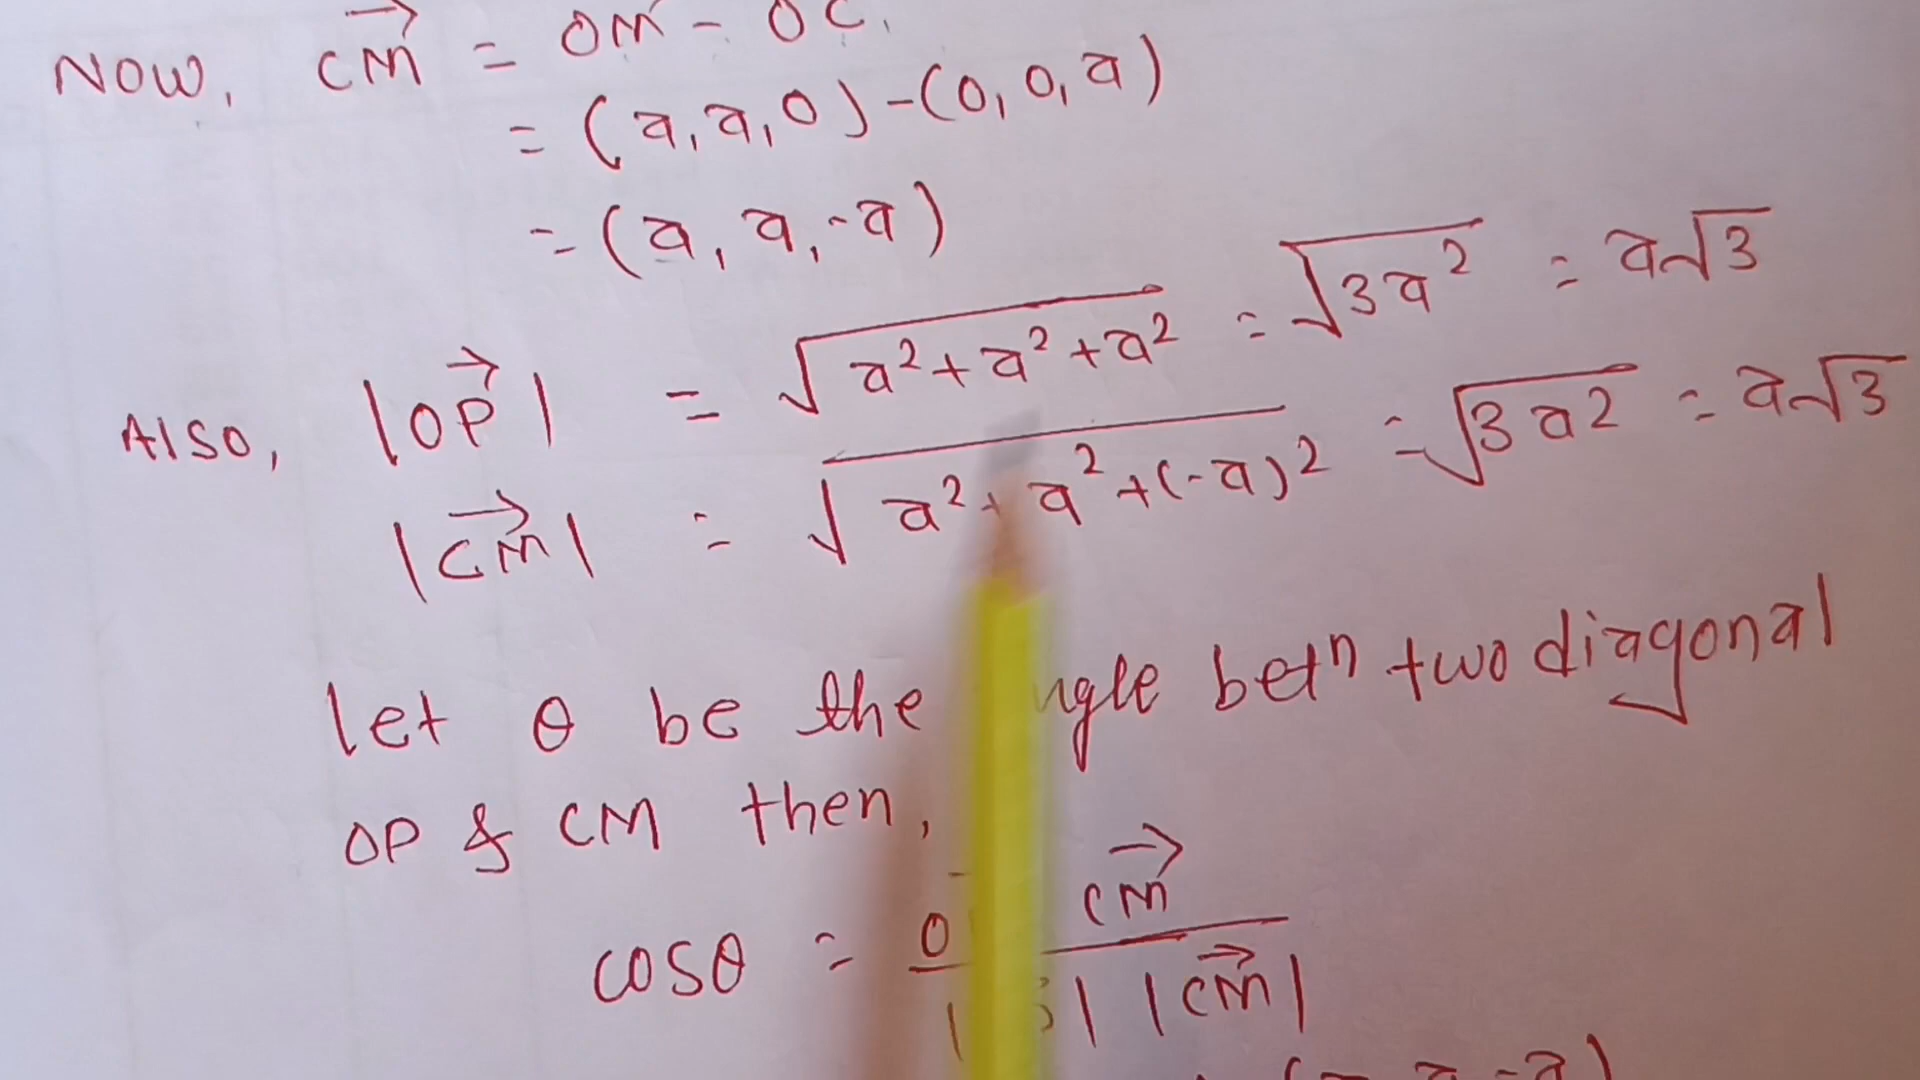 NOW, CM = OM - OC.
= (a, a, 0) - (0, 0, a)
= (a, a, -a)
Also, |OP| = √a²+a²+a² = √3a² = a√3
|CM| = √a²+a²+(-a)² = √3a² = a√3
let θ be the ngle betⁿ two diagonal
OP & CM then,
cosθ = O CM
| | |CM|
-a)